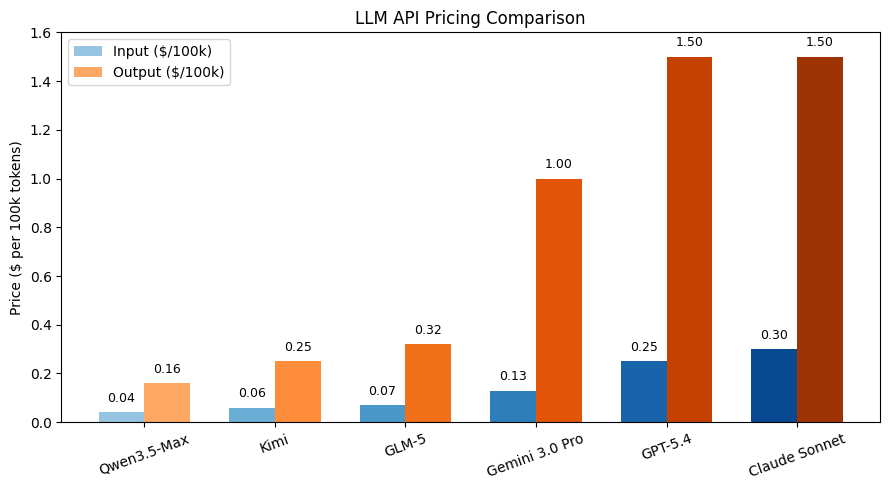 LLM API Pricing Comparison
Input ($/100k)
Output ($/100k)
Price ($ per 100k tokens)
1.6
1.4
1.2
1.0
0.8
0.6
0.4
0.2
0.0
0.04
0.16
0.06
0.25
0.07
0.32
0.13
1.00
0.25
1.50
0.30
1.50
Qwen3.5-Max
Kimi
GLM-5
Gemini 3.0 Pro
GPT-5.4
Claude Sonnet